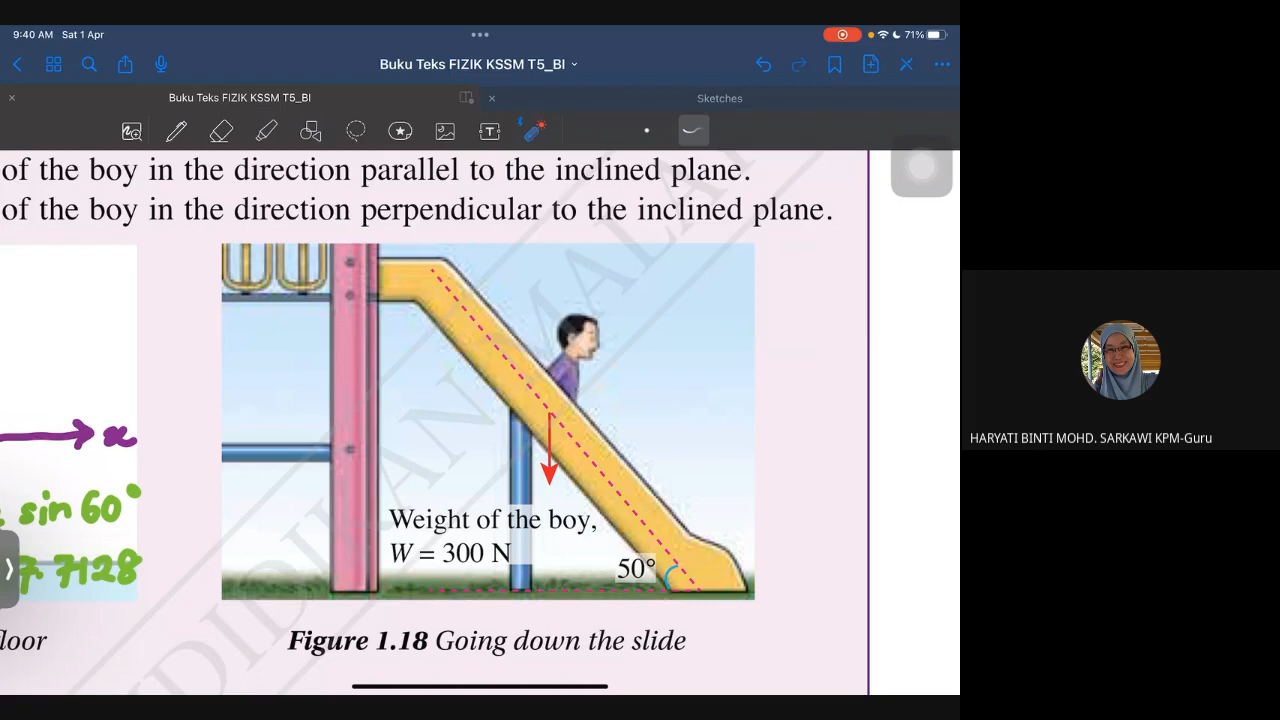 9:40 AM Sat 1 Apr
71%
Buku Teks FIZIK KSSM T5_BI
Buku Teks FIZIK KSSM T5_BI
Sketches
of the boy in the direction parallel to the inclined plane.
of the boy in the direction perpendicular to the inclined plane.
x
sin 60°
7.7128
Weight of the boy,
W = 300 N
50°
loor
Figure 1.18 Going down the slide
HARYATI BINTI MOHD. SARKAWI KPM-Guru